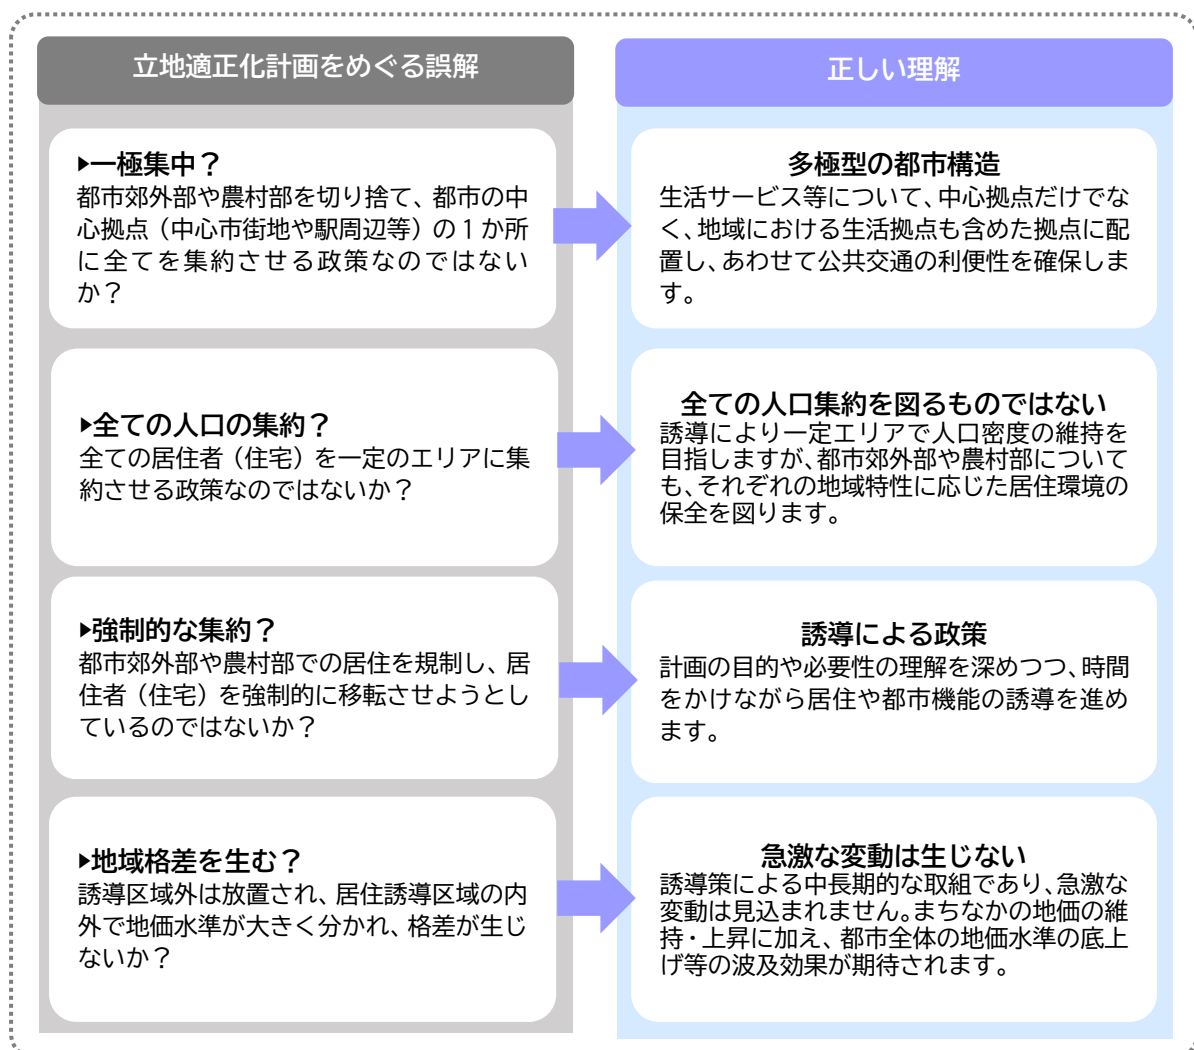 立地適正化計画をめぐる誤解
正しい理解
▶一極集中？
都市郊外部や農村部を切り捨て、都市の中
心拠点（中心市街地や駅周辺等）の１か所
に全てを集約させる政策なのではない
か？
多極型の都市構造
生活サービス等について、中心拠点だけでな
く、地域における生活拠点も含めた拠点に配
置し、あわせて公共交通の利便性を確保しま
す。
▶全ての人口の集約？
全ての居住者（住宅）を一定のエリアに集
約させる政策なのではないか？
全ての人口集約を図るものではない
誘導により一定エリアで人口密度の維持を
目指しますが、都市郊外部や農村部について
も、それぞれの地域特性に応じた居住環境の
保全を図ります。
▶強制的な集約？
都市郊外部や農村部での居住を規制し、居
住者（住宅）を強制的に移転させようとし
ているのではないか？
誘導による政策
計画の目的や必要性の理解を深めつつ、時間
をかけながら居住や都市機能の誘導を進め
ます。
▶地域格差を生む？
誘導区域外は放置され、居住誘導区域の内
外で地価水準が大きく分かれ、格差が生じ
ないか？
急激な変動は生じない
誘導策による中長期的な取組であり、急激な
変動は見込まれません。まちなかの地価の維
持・上昇に加え、都市全体の地価水準の底上
げ等の波及効果が期待されます。